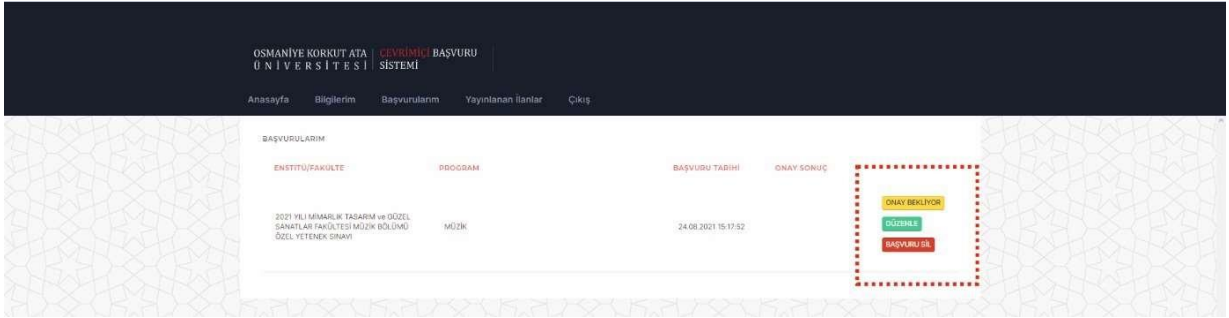 OSMANİYE KORKUT ATA ÇEVRİMİÇİ BAŞVURU
ÜNİVERSİTESİ SİSTEMİ
Anasayfa Bilgilerim Başvurularım Yayınlanan İlanlar Çıkış
BAŞVURULARIM
ENSTİTÜ/FAKÜLTE PROGRAM BAŞVURU TARİHİ ONAY SONUÇ
2021 YILI MİMARLIK TASARIM ve GÜZEL
SANATLAR FAKÜLTESİ MÜZİK BÖLÜMÜ
ÖZEL YETENEK SINAVI
MÜZİK
24.08.2021 15:17:52
ONAY BEKLİYOR
DÜZENLE
BAŞVURU SİL